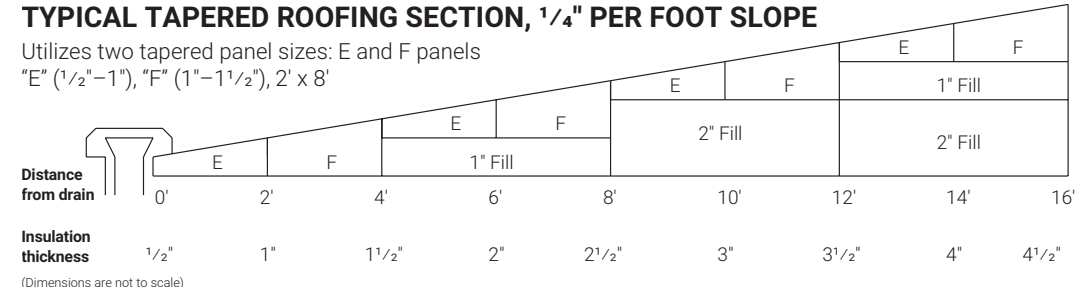 TYPICAL TAPERED ROOFING SECTION, 1/4" PER FOOT SLOPE
Utilizes two tapered panel sizes: E and F panels
“E” (1/2"–1"), “F” (1"–11/2"), 2' x 8'
E F
1" Fill
E F
2" Fill
E F
1" Fill
2" Fill
E F
E F
1" Fill
Distance
from drain
0' 2' 4' 6' 8' 10' 12' 14' 16'
Insulation
thickness
1/2" 1" 11/2" 2" 21/2" 3" 31/2" 4" 41/2"
(Dimensions are not to scale)